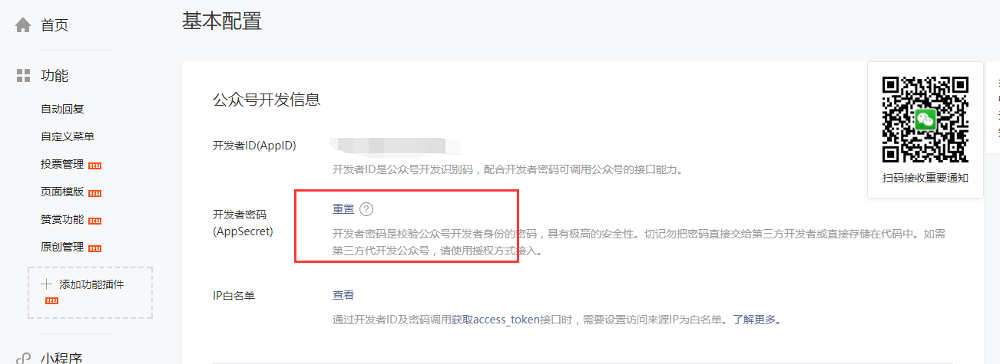 首页
功能
自动回复
自定义菜单
投票管理 NEW
页面模版 NEW
赞赏功能 NEW
原创管理 NEW
添加功能插件
NEW
小程序
基本配置
公众号开发信息
开发者ID(AppID)
开发者ID是公众号开发识别码，配合开发者密码可调用公众号的接口能力。
开发者密码
(AppSecret)
重置 ?
开发者密码是校验公众号开发者身份的密码，具有极高的安全性。切记勿把密码直接交给第三方开发者或直接存储在代码中。如需
第三方代开发公众号，请使用授权方式接入。
IP白名单
查看
通过开发者ID及密码调用获取access_token接口时，需要设置访问来源IP为白名单。了解更多。
扫码接收重要通知